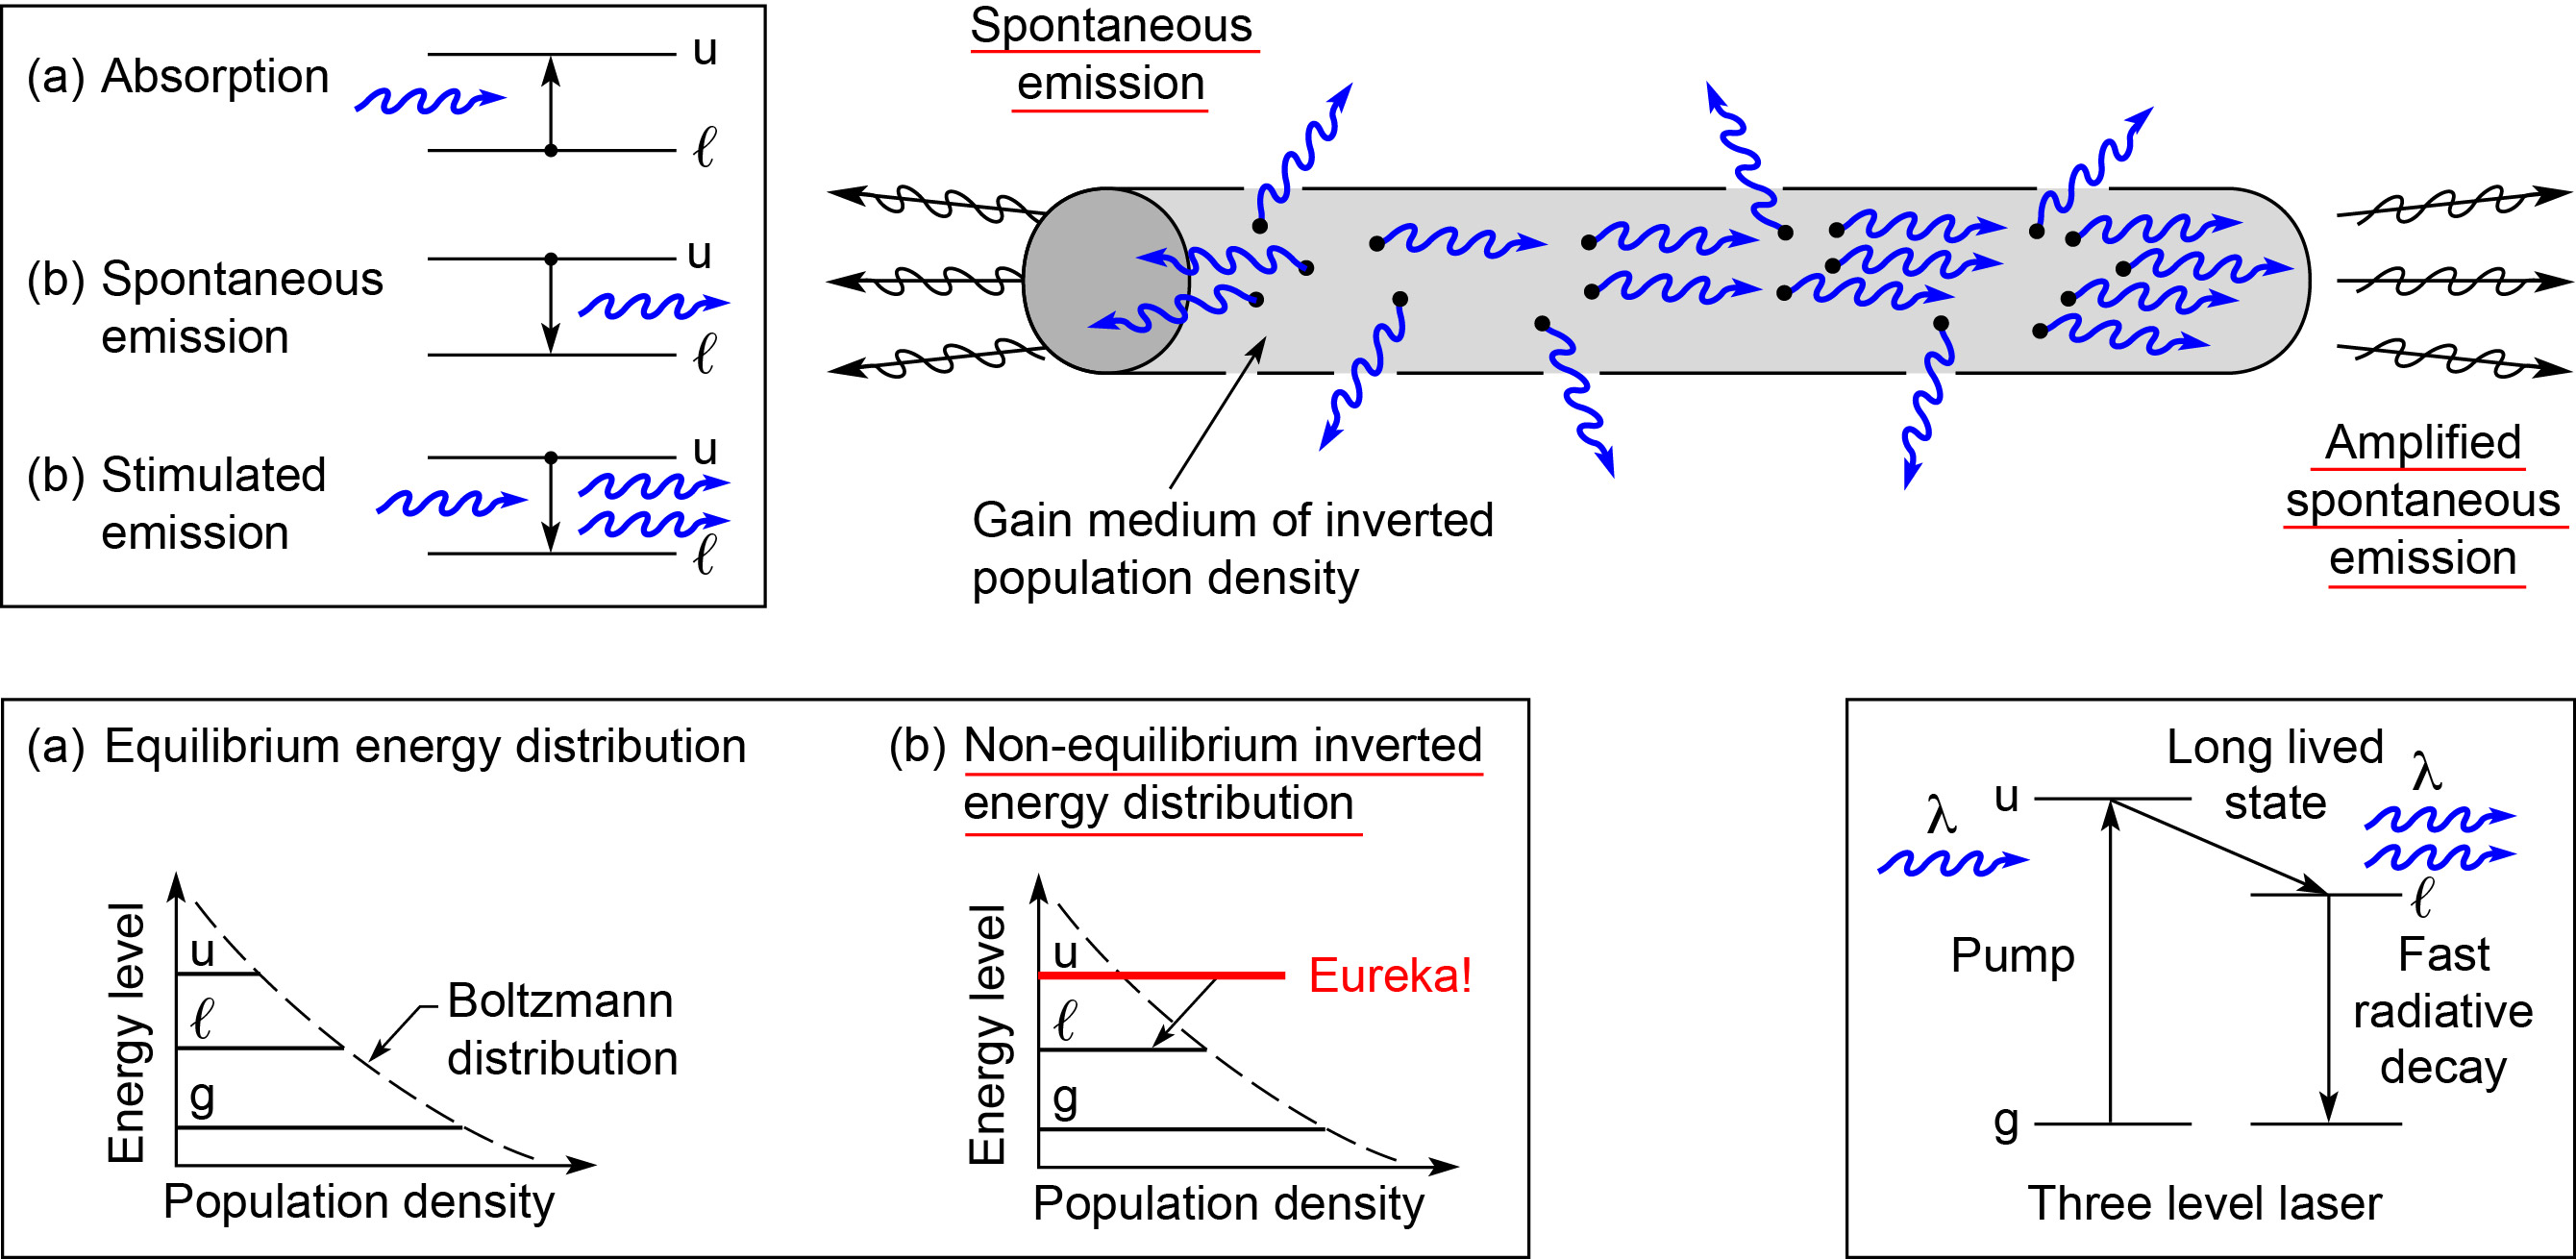 (a) Absorption
u
ℓ
(b) Spontaneous
emission
u
ℓ
(b) Stimulated
emission
u
ℓ
Spontaneous
emission
Gain medium of inverted
population density
Amplified
spontaneous
emission
(a) Equilibrium energy distribution
Energy level
u
ℓ
g
Boltzmann
distribution
Population density
(b) Non-equilibrium inverted
energy distribution
Energy level
u
Eureka!
ℓ
g
Population density
Long lived
state
λ
u
λ
ℓ
Pump
Fast
radiative
decay
g
Three level laser